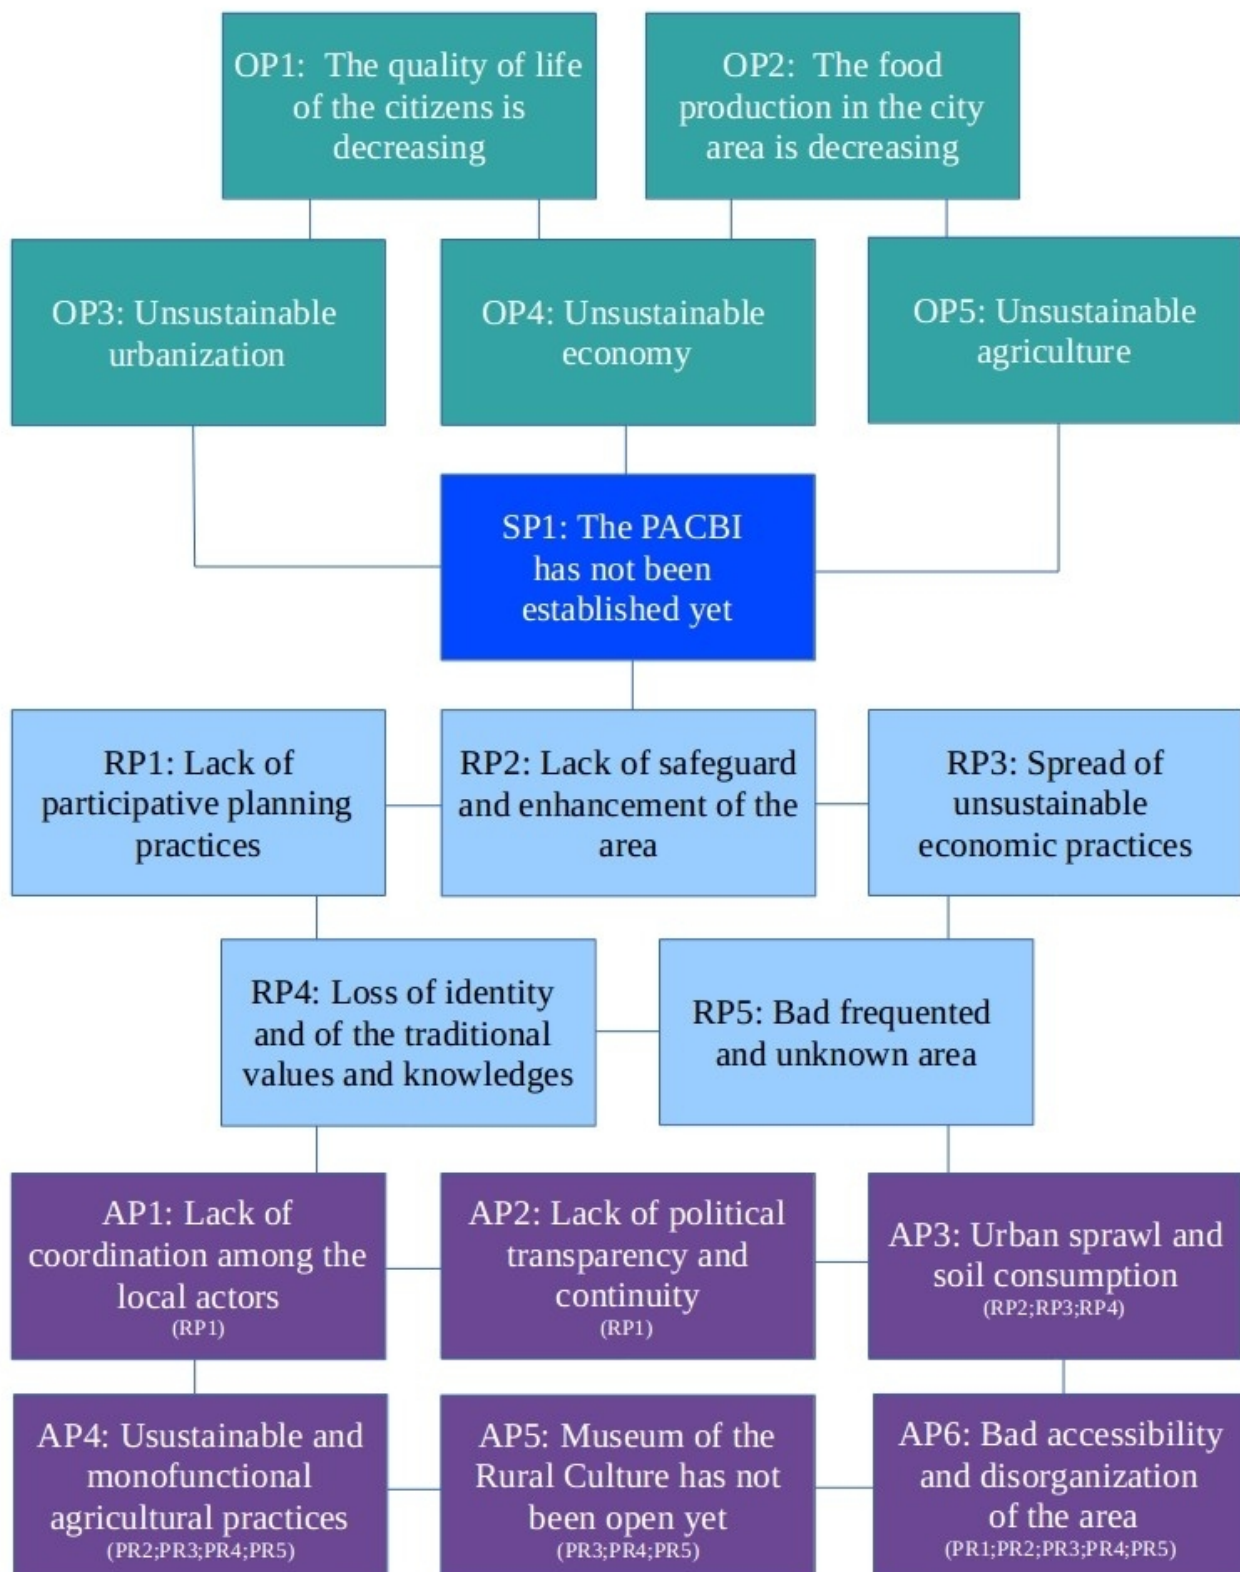 OP1: The quality of life
of the citizens is
decreasing
OP2: The food
production in the city
area is decreasing
OP3: Unsustainable
urbanization
OP4: Unsustainable
economy
OP5: Unsustainable
agriculture
SP1: The PACBI
has not been
established yet
RP1: Lack of
participative planning
practices
RP2: Lack of safeguard
and enhancement of the
area
RP3: Spread of
unsustainable
economic practices
RP4: Loss of identity
and of the traditional
values and knowledges
RP5: Bad frequented
and unknown area
AP1: Lack of
coordination among the
local actors
(RP1)
AP2: Lack of political
transparency and
continuity
(RP1)
AP3: Urban sprawl and
soil consumption
(RP2;RP3;RP4)
AP4: Usustainable and
monofunctional
agricultural practices
(PR2;PR3;PR4;PR5)
AP5: Museum of the
Rural Culture has not
been open yet
(PR3;PR4;PR5)
AP6: Bad accessibility
and disorganization
of the area
(PR1;PR2;PR3;PR4;PR5)